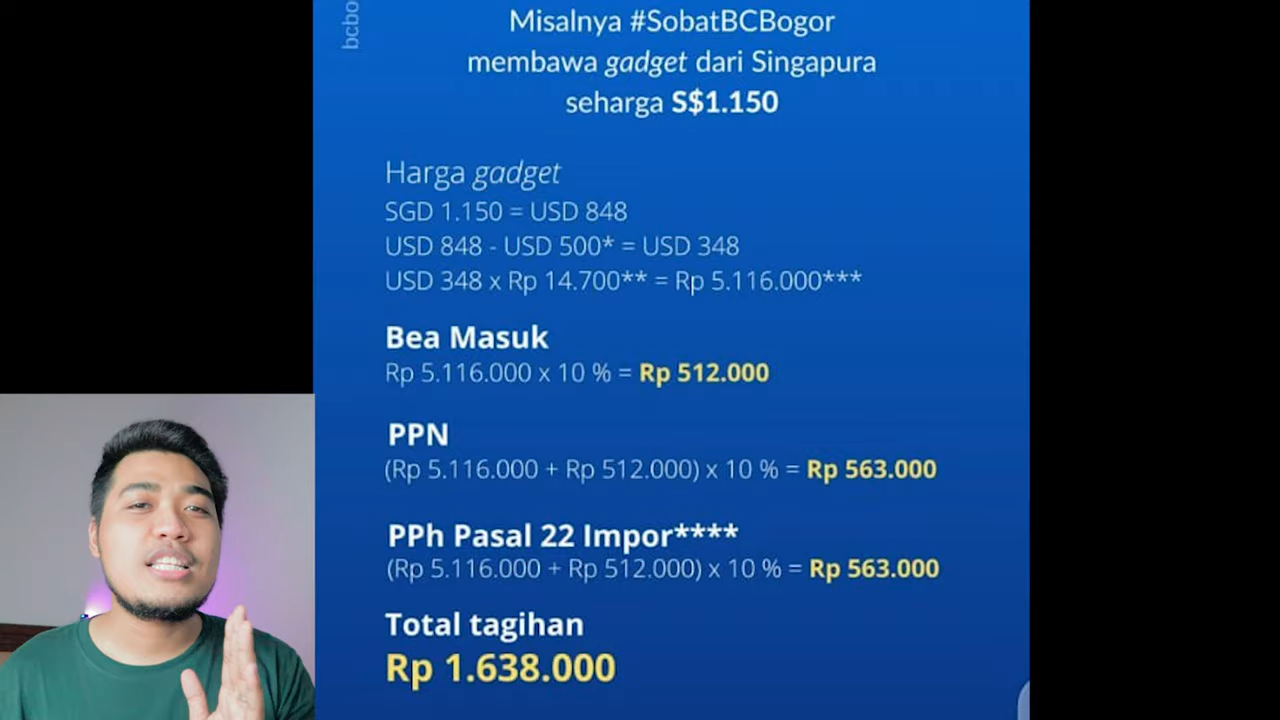 bcbo
Misalnya #SobatBCBogor
membawa gadget dari Singapura
seharga S$1.150
Harga gadget
SGD 1.150 = USD 848
USD 848 - USD 500* = USD 348
USD 348 x Rp 14.700** = Rp 5.116.000***
Bea Masuk
Rp 5.116.000 x 10 % = Rp 512.000
PPN
(Rp 5.116.000 + Rp 512.000) x 10 % = Rp 563.000
PPh Pasal 22 Impor****
(Rp 5.116.000 + Rp 512.000) x 10 % = Rp 563.000
Total tagihan
Rp 1.638.000